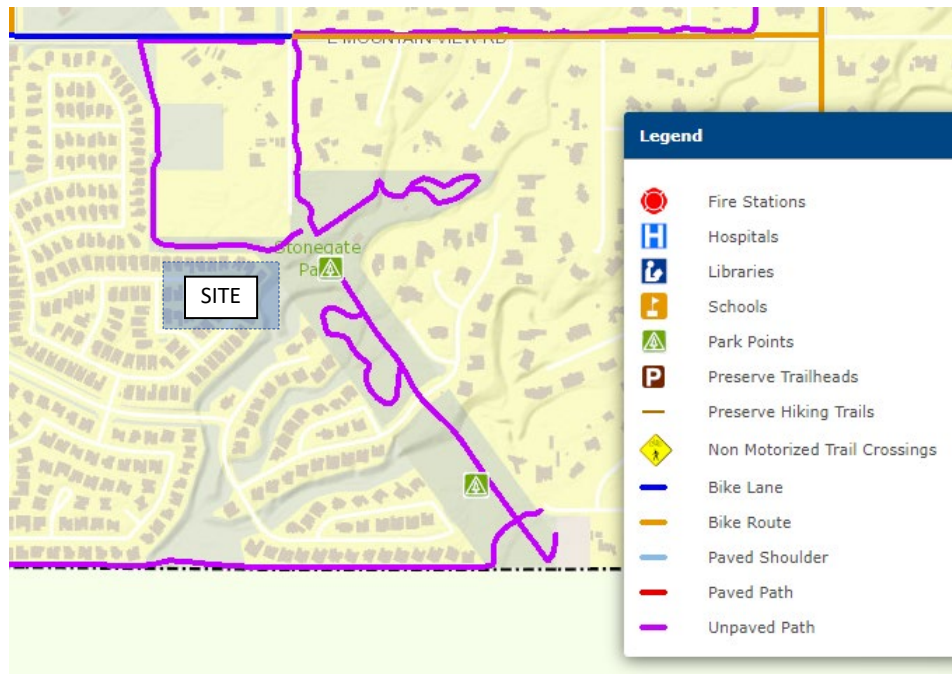 E MOUNTAIN VIEW RD
Legend
Fire Stations
H
Hospitals
Libraries
Schools
Stonegate
Park
SITE
Park Points
P
Preserve Trailheads
Preserve Hiking Trails
Non Motorized Trail Crossings
Bike Lane
Bike Route
Paved Shoulder
Paved Path
Unpaved Path